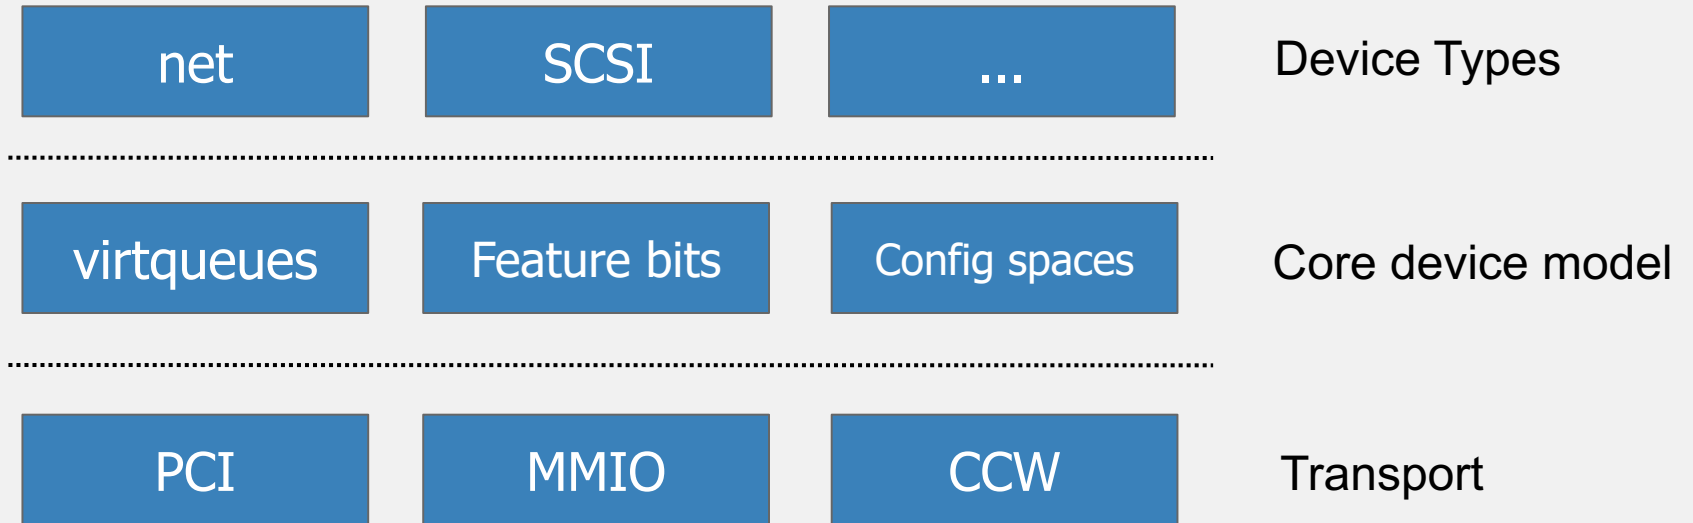 net
SCSI
...
Device Types
virtqueues
Feature bits
Config spaces
Core device model
PCI
MMIO
CCW
Transport